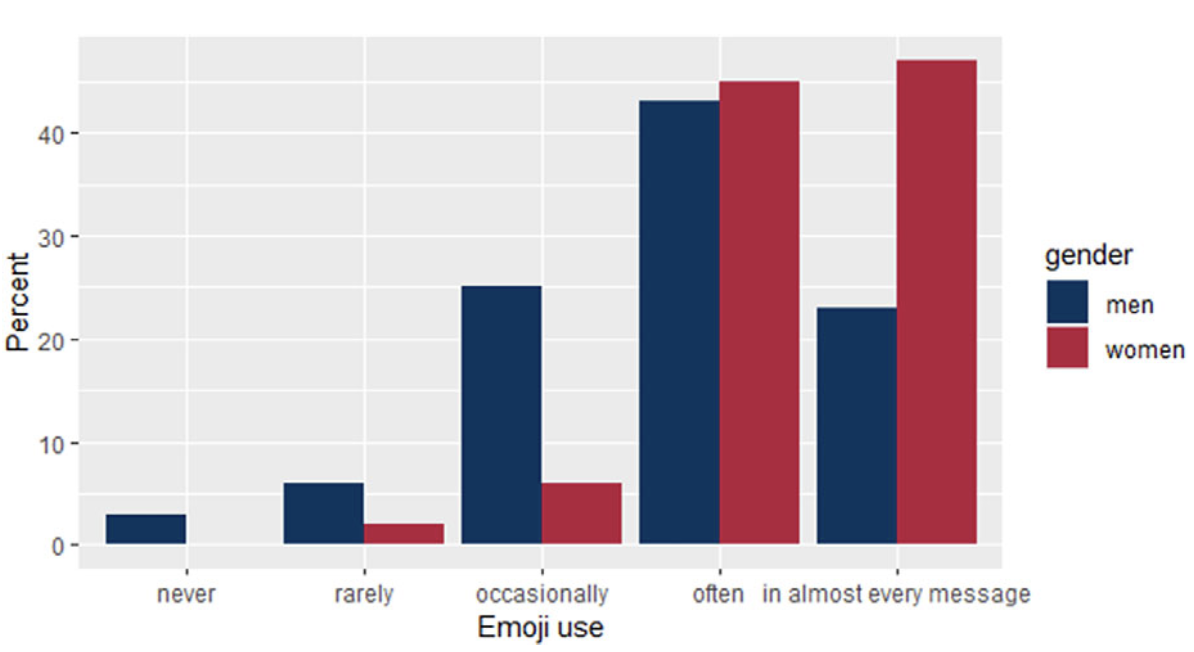 40
30
20
10
0
Percent
never rarely occasionally often in almost every message
Emoji use
gender
men
women